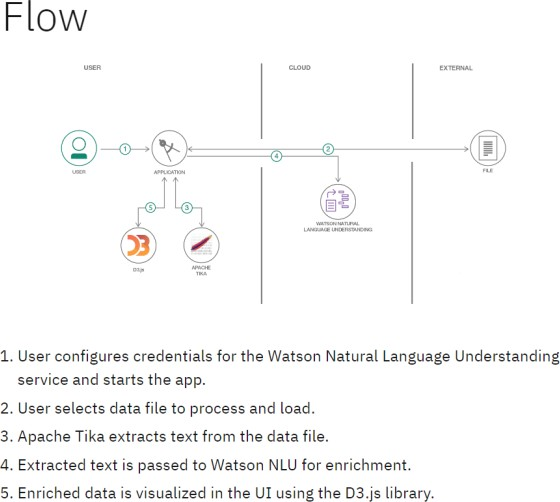 Flow
USER
CLOUD
EXTERNAL
1
2
4
USER
APPLICATION
FILE
5
3
WATSON NATURAL
LANGUAGE UNDERSTANDING
D3.js
APACHE
TIKA
1. User configures credentials for the Watson Natural Language Understanding
service and starts the app.
2. User selects data file to process and load.
3. Apache Tika extracts text from the data file.
4. Extracted text is passed to Watson NLU for enrichment.
5. Enriched data is visualized in the UI using the D3.js library.